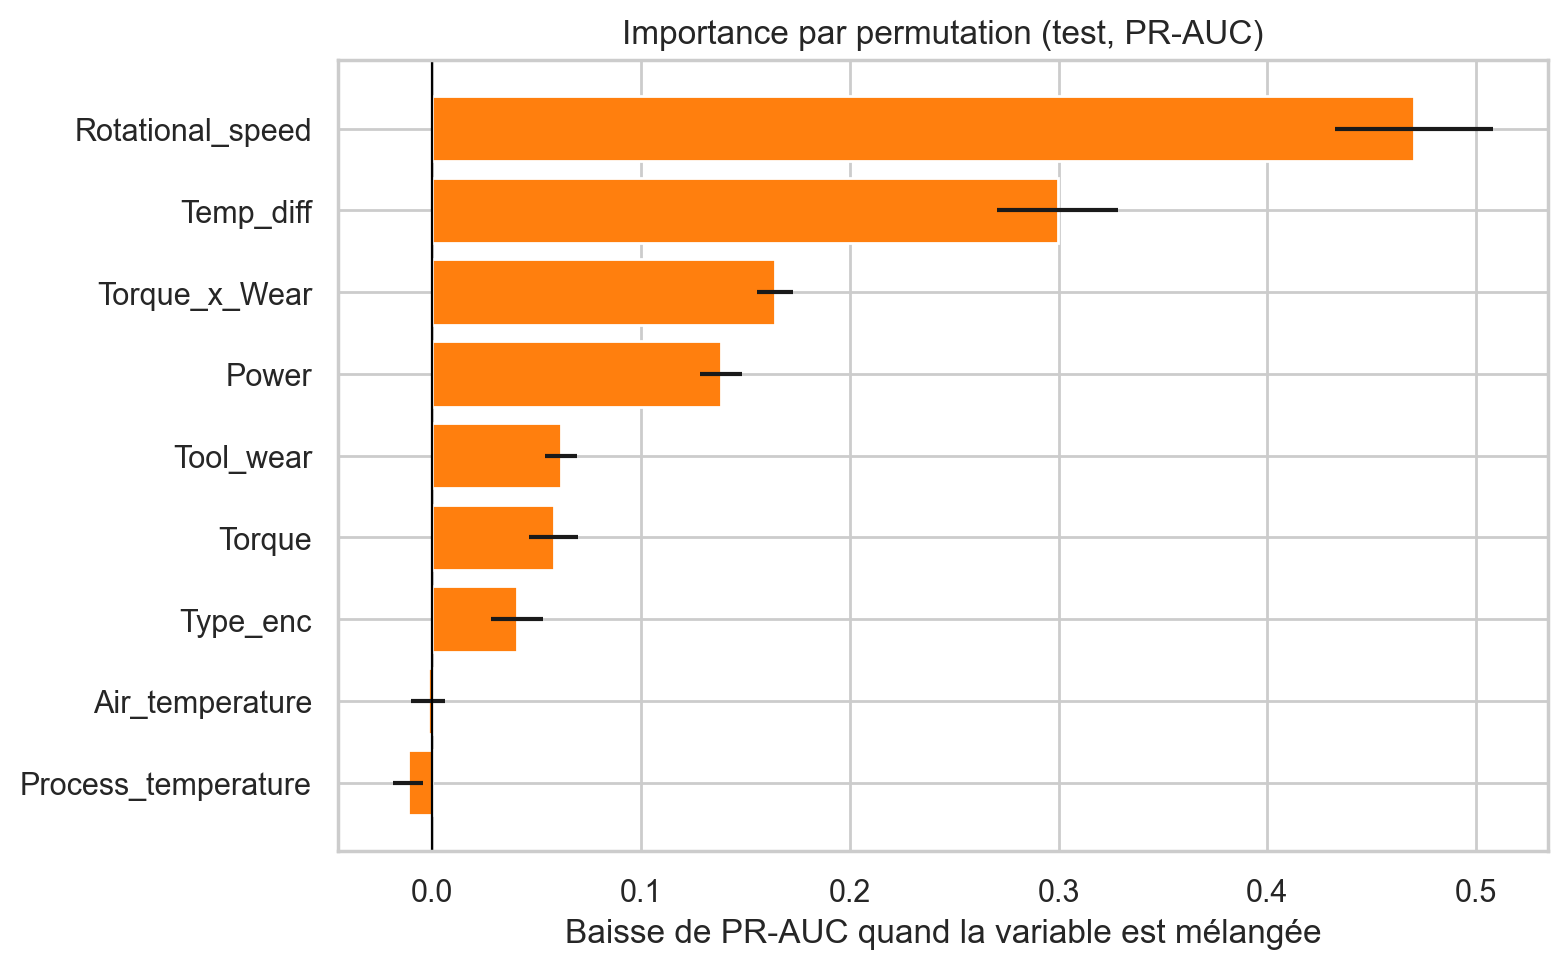 Importance par permutation (test, PR-AUC)
Rotational_speed
Temp_diff
Torque_x_Wear
Power
Tool_wear
Torque
Type_enc
Air_temperature
Process_temperature
0.0 0.1 0.2 0.3 0.4 0.5
Baisse de PR-AUC quand la variable est mélangée